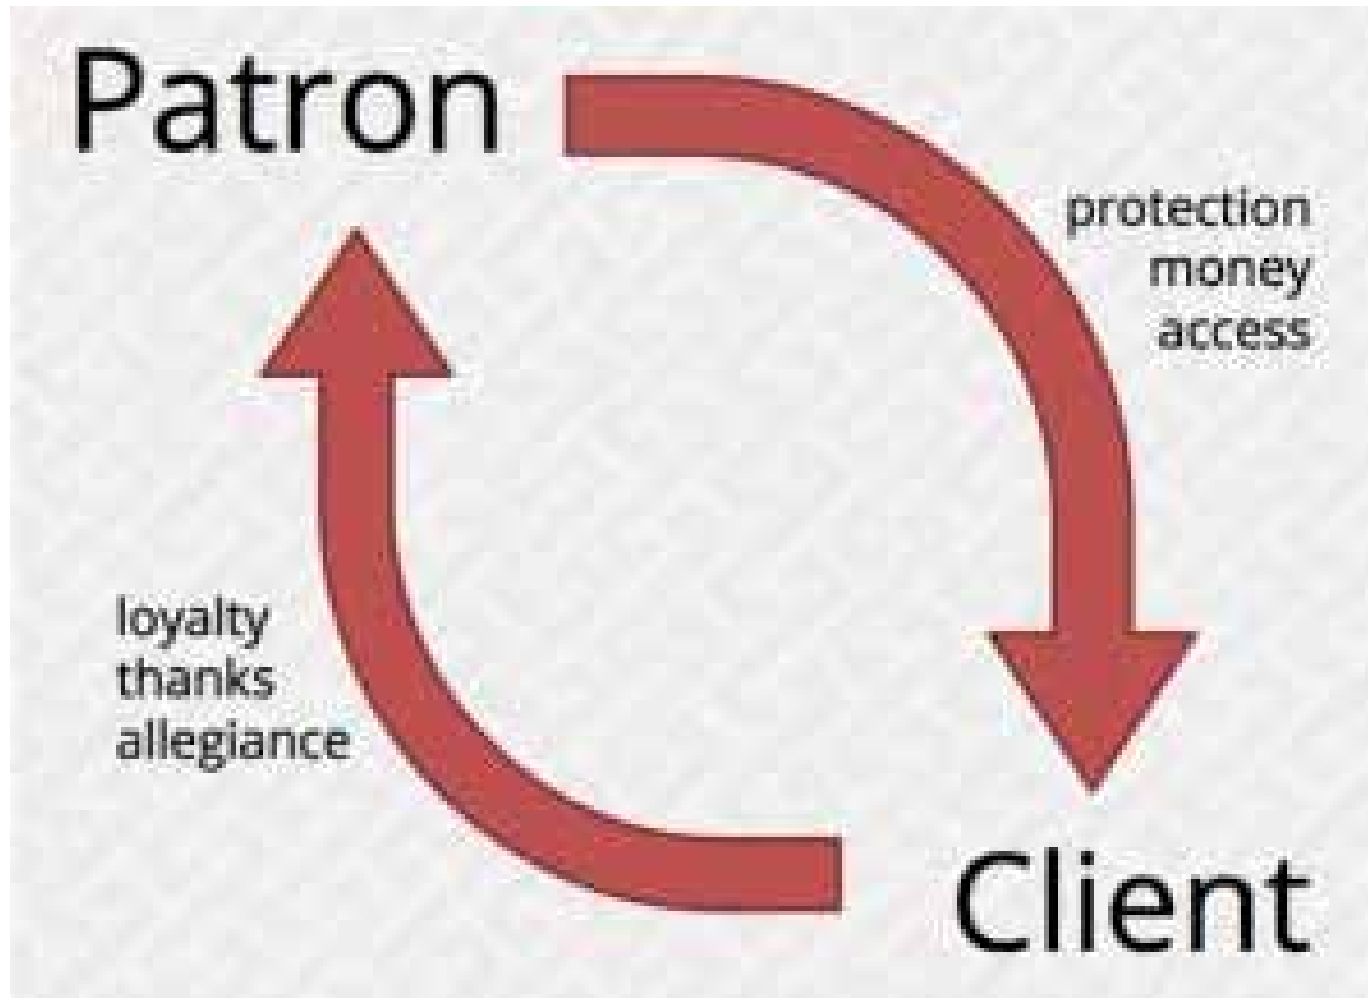 Patron
protection
money
access
loyalty
thanks
allegiance
Client